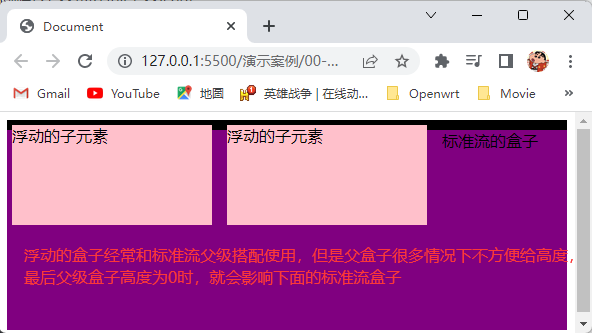 Document
127.0.0.1:5500/演示案例/00-...
Gmail YouTube 地图 英雄战争 | 在线动... Openwrt Movie »
浮动的子元素 浮动的子元素 标准流的盒子
浮动的盒子经常和标准流父级搭配使用，但是父盒子很多情况下不方便给高度，
最后父级盒子高度为0时，就会影响下面的标准流盒子